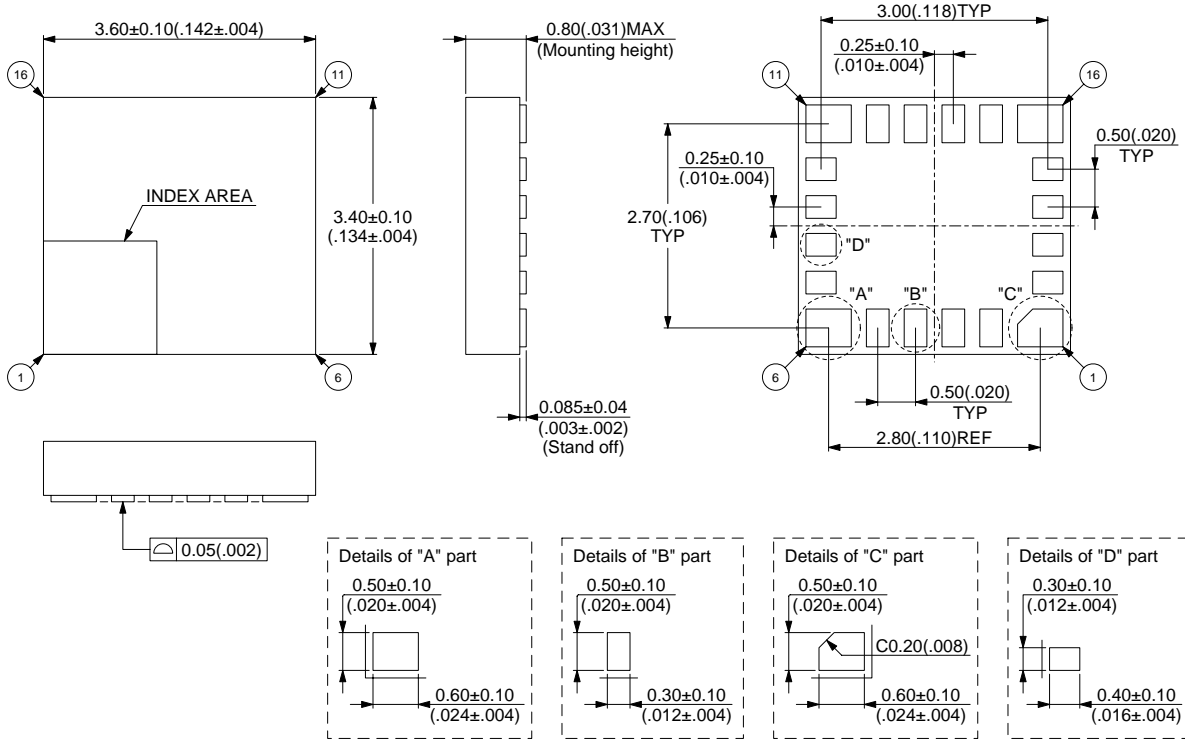 3.60±0.10(.142±.004)
16
11
INDEX AREA
3.40±0.10
(.134±.004)
1
6
0.80(.031)MAX
(Mounting height)
0.085±0.04
(.003±.002)
(Stand off)
3.00(.118)TYP
0.25±0.10
(.010±.004)
11
16
0.50(.020)
TYP
0.25±0.10
(.010±.004)
2.70(.106)
TYP
"D"
"A"
"B"
"C"
6
1
0.50(.020)
TYP
2.80(.110)REF
0.05(.002)
Details of "A" part
0.50±0.10
(.020±.004)
0.60±0.10
(.024±.004)
Details of "B" part
0.50±0.10
(.020±.004)
0.30±0.10
(.012±.004)
Details of "C" part
0.50±0.10
(.020±.004)
C0.20(.008)
0.60±0.10
(.024±.004)
Details of "D" part
0.30±0.10
(.012±.004)
0.40±0.10
(.016±.004)